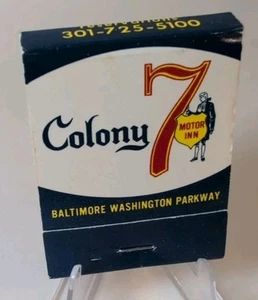 301-725-5100
Colony 7
MOTOR
INN
BALTIMORE WASHINGTON PARKWAY